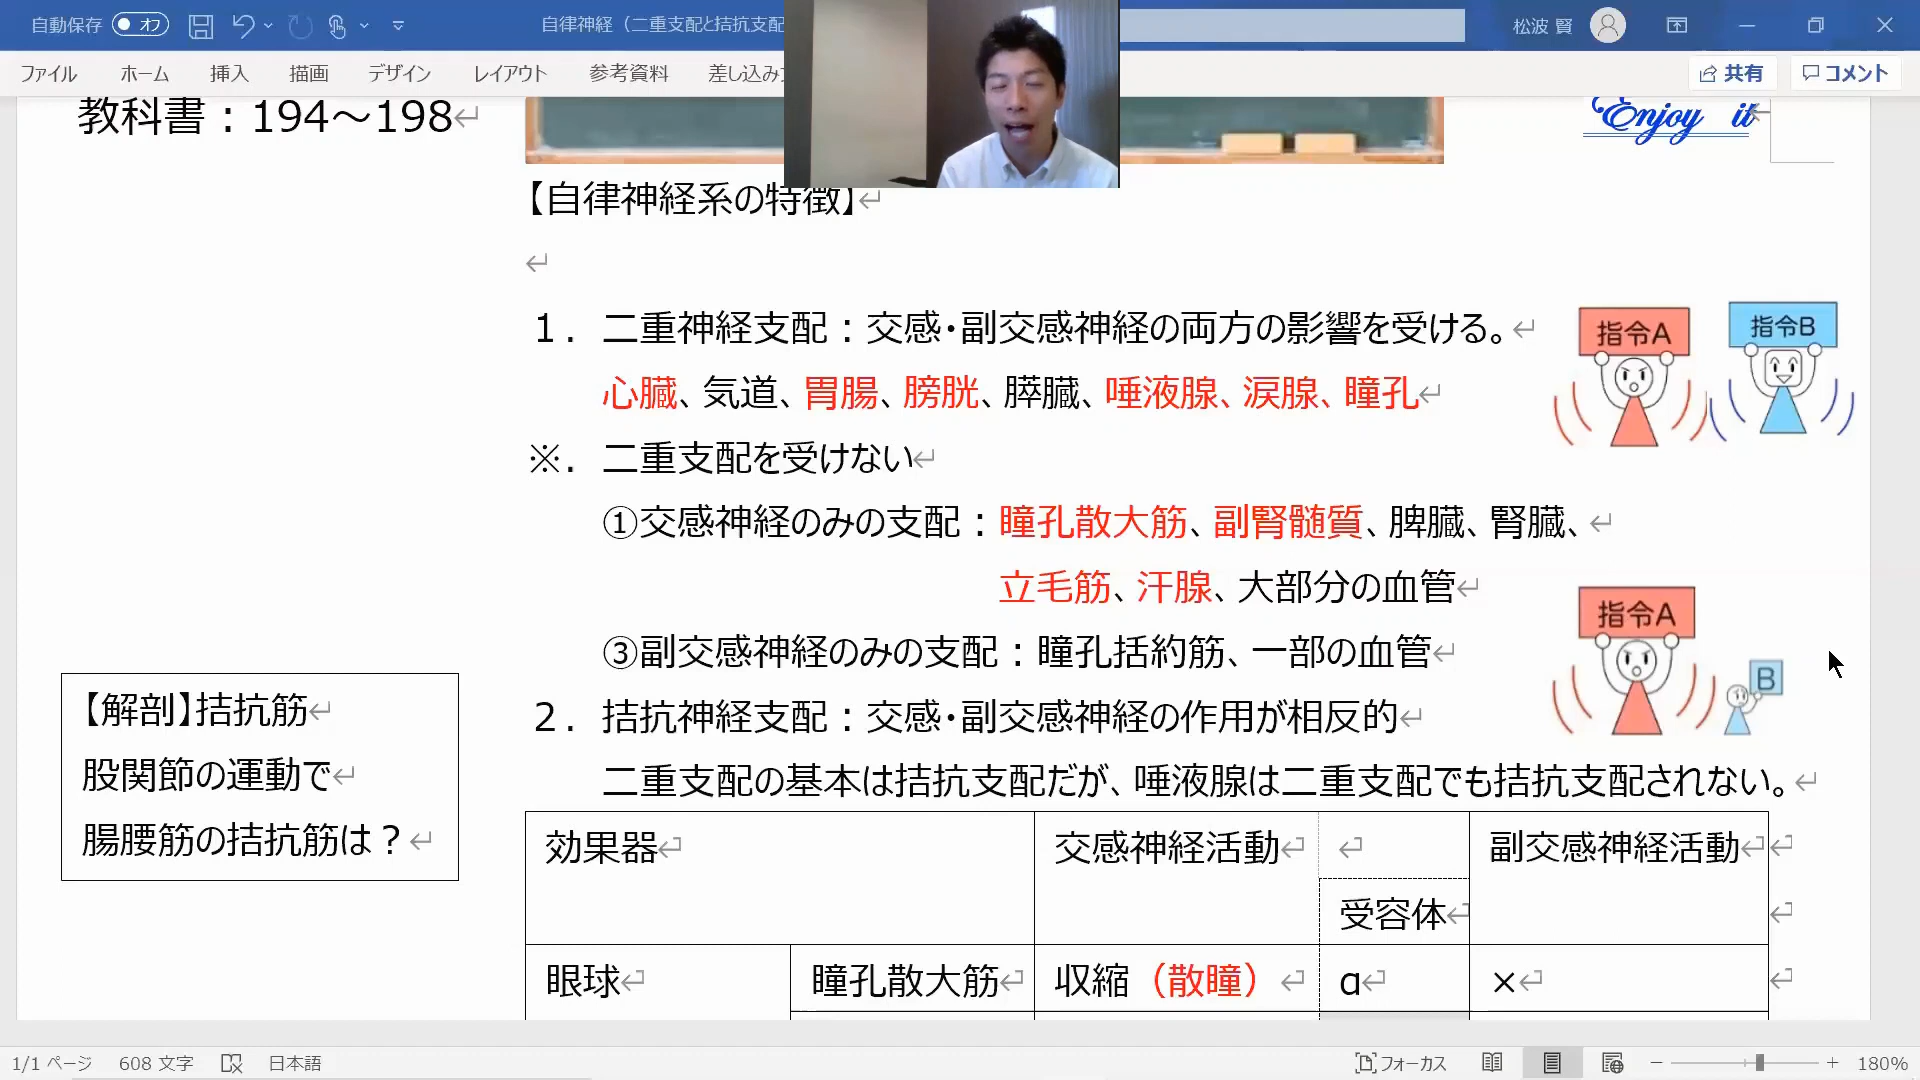 自動保存 オフ 自律神経（二重支配と拮抗支配 松波 賢
ファイル ホーム 挿入 描画 デザイン レイアウト 参考資料 差し込み 共有 コメント
教科書：194～198
Enjoy it
【自律神経系の特徴】
１．二重神経支配：交感･副交感神経の両方の影響を受ける。
心臓、気道、胃腸、膀胱、膵臓、唾液腺、涙腺、瞳孔
指令A
指令B
※．二重支配を受けない
①交感神経のみの支配：瞳孔散大筋、副腎髄質、脾臓、腎臓、
立毛筋、汗腺、大部分の血管
③副交感神経のみの支配：瞳孔括約筋、一部の血管
指令A
B
２．拮抗神経支配：交感･副交感神経の作用が相反的
二重支配の基本は拮抗支配だが、唾液腺は二重支配でも拮抗支配されない。
【解剖】拮抗筋
股関節の運動で
腸腰筋の拮抗筋は？
効果器 交感神経活動 副交感神経活動
受容体
眼球 瞳孔散大筋 収縮（散瞳） α ×
1/1 ページ 608 文字 日本語 フォーカス 180%